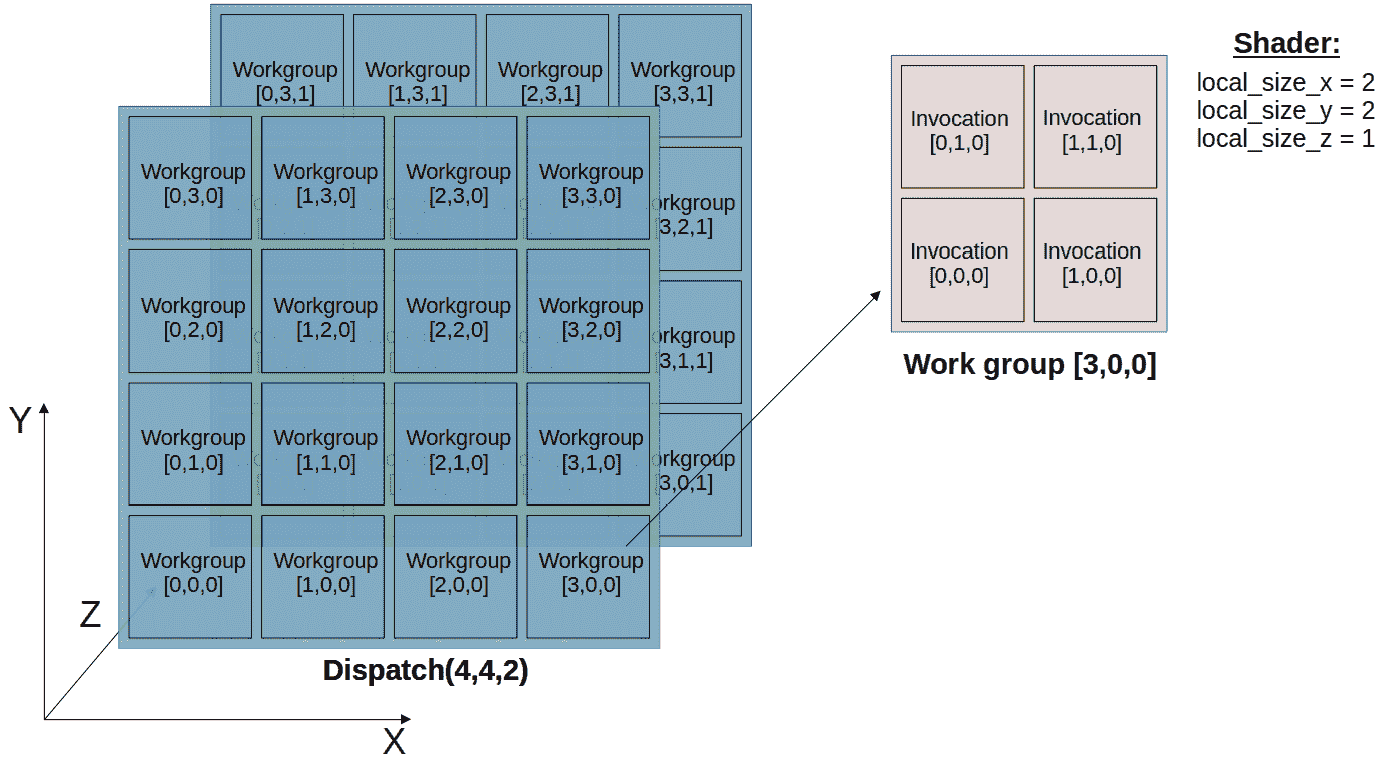 Workgroup
[0,3,1]
Workgroup
[1,3,1]
Workgroup
[2,3,1]
Workgroup
[3,3,1]
Workgroup
[0,3,0]
Workgroup
[1,3,0]
Workgroup
[2,3,0]
Workgroup
[3,3,0]
rkgroup
3,2,1]
Workgroup
[0,2,0]
Workgroup
[1,2,0]
Workgroup
[2,2,0]
Workgroup
[3,2,0]
rkgroup
3,1,1]
Workgroup
[0,1,0]
Workgroup
[1,1,0]
Workgroup
[2,1,0]
Workgroup
[3,1,0]
rkgroup
3,0,1]
Workgroup
[0,0,0]
Workgroup
[1,0,0]
Workgroup
[2,0,0]
Workgroup
[3,0,0]
Y
Z
X
Dispatch(4,4,2)
Invocation
[0,1,0]
Invocation
[1,1,0]
Invocation
[0,0,0]
Invocation
[1,0,0]
Work group [3,0,0]
Shader:
local_size_x = 2
local_size_y = 2
local_size_z = 1